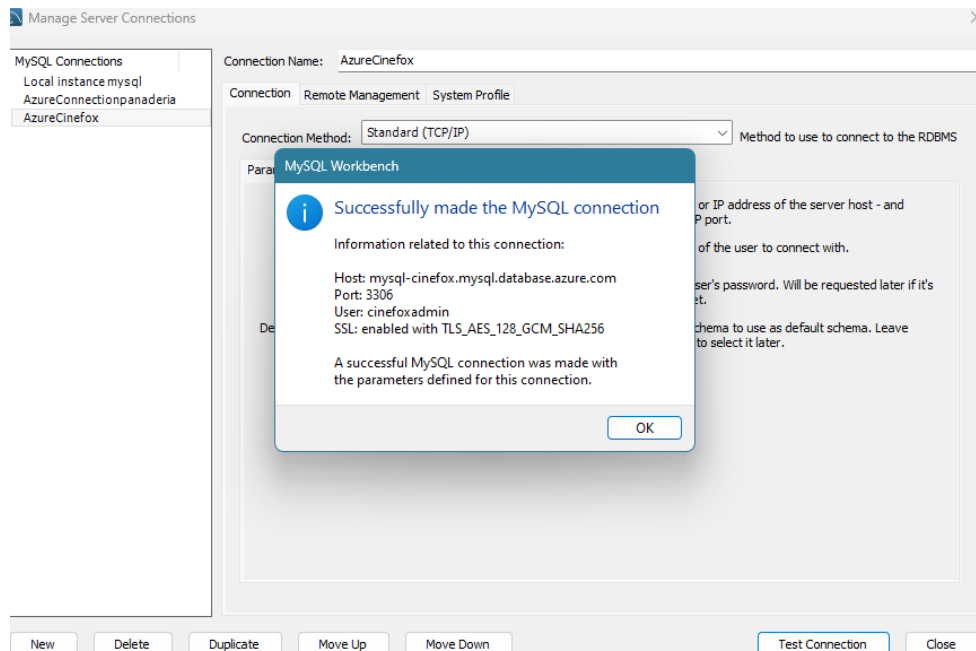 Manage Server Connections
MySQL Connections
Local instance mysql
AzureConnectionpanaderia
AzureCinefox
Connection Name: AzureCinefox
Connection Remote Management System Profile
Connection Method: Standard (TCP/IP) Method to use to connect to the RDBMS
MySQL Workbench
Successfully made the MySQL connection
Information related to this connection:
Host: mysql-cinefox.mysql.database.azure.com
Port: 3306
User: cinefoxadmin
SSL: enabled with TLS_AES_128_GCM_SHA256
A successful MySQL connection was made with
the parameters defined for this connection.
OK
or IP address of the server host - and
P port.
of the user to connect with.
ser's password. Will be requested later if it's
et.
chema to use as default schema. Leave
to select it later.
Para
De
New Delete Duplicate Move Up Move Down Test Connection Close